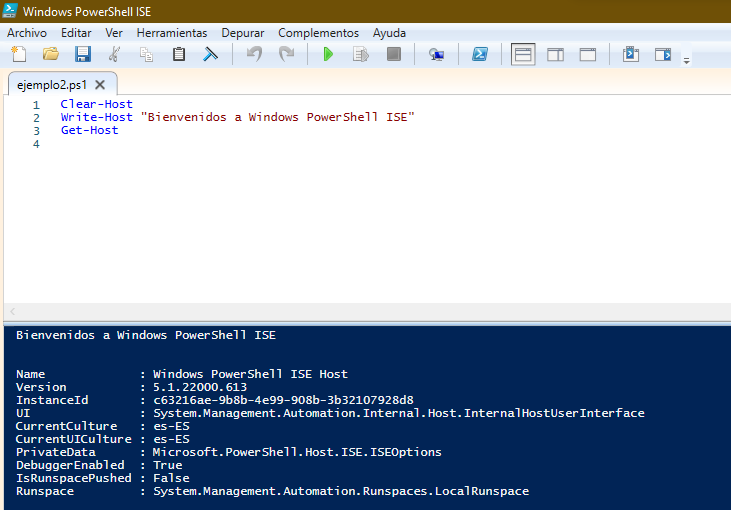 Windows PowerShell ISE
Archivo Editar Ver Herramientas Depurar Complementos Ayuda
ejemplo2.ps1
1 Clear-Host
2 Write-Host "Bienvenidos a Windows PowerShell ISE"
3 Get-Host
4
Bienvenidos a Windows PowerShell ISE
Name : Windows PowerShell ISE Host
Version : 5.1.22000.613
InstanceId : c63216ae-9b8b-4e99-908b-3b32107928d8
UI : System.Management.Automation.Internal.Host.InternalHostUserInterface
CurrentCulture : es-ES
CurrentUICulture : es-ES
PrivateData : Microsoft.PowerShell.Host.ISE.ISEOptions
DebuggerEnabled : True
IsRunspacePushed : False
Runspace : System.Management.Automation.Runspaces.LocalRunspace